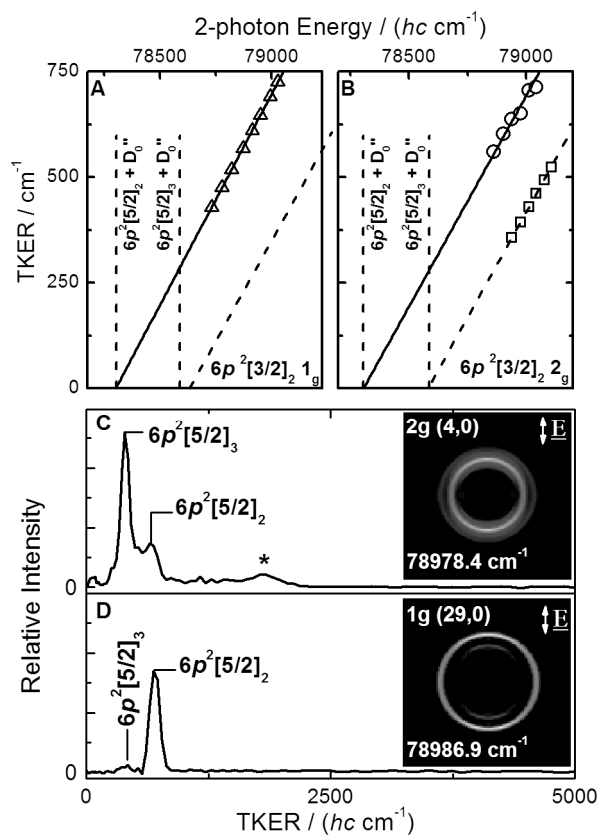 2-photon Energy / (hc cm⁻¹)
78500 79000 78500 79000
TKER / cm⁻¹
750
500
250
0
A
6p²[5/2]₂ + D₀"
6p²[5/2]₃ + D₀"
6p²[3/2]₂ 1g
B
6p²[5/2]₂ + D₀"
6p²[5/2]₃ + D₀"
6p²[3/2]₂ 2g
Relative Intensity
C
6p²[5/2]₃
6p²[5/2]₂
*
0
2g (4,0)
E
78978.4 cm⁻¹
D
6p²[5/2]₃
6p²[5/2]₂
0
1g (29,0)
E
78986.9 cm⁻¹
0 2500 5000
TKER / (hc cm⁻¹)